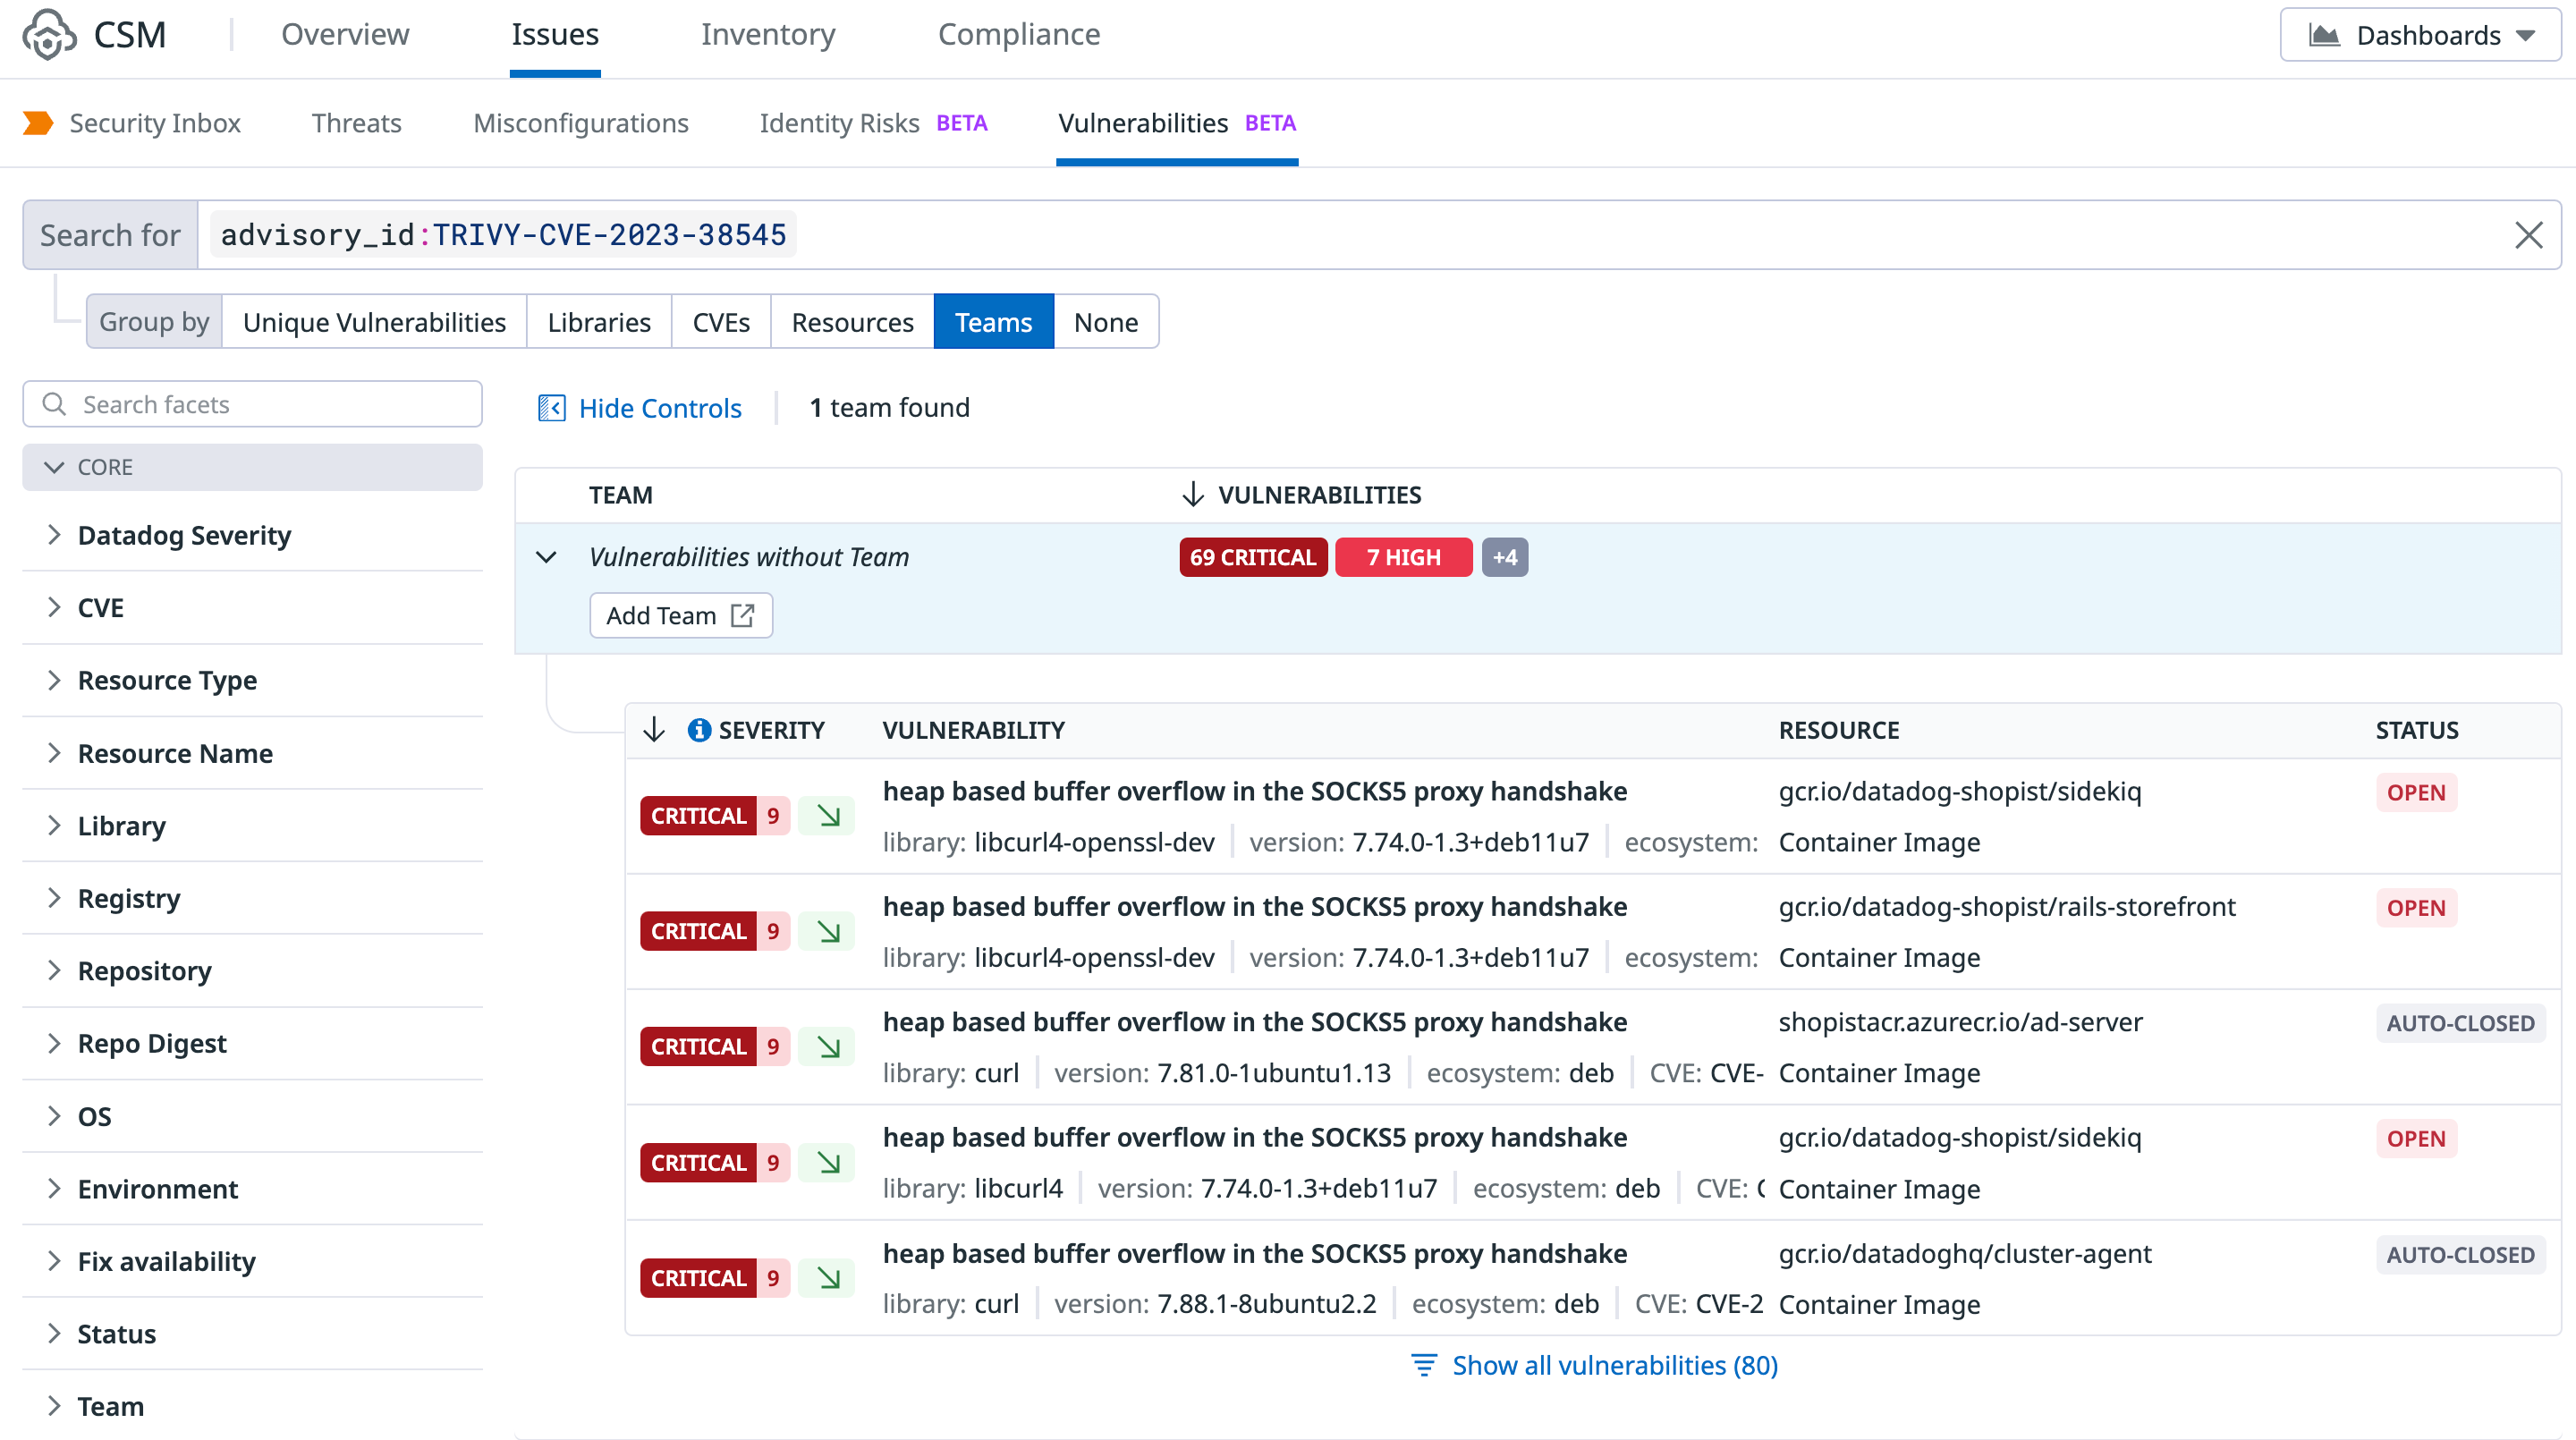 CSM Overview Issues Inventory Compliance Dashboards
Security Inbox Threats Misconfigurations Identity Risks BETA Vulnerabilities BETA
Search for advisory_id:TRIVY-CVE-2023-38545
Group by Unique Vulnerabilities Libraries CVEs Resources Teams None
Search facets
CORE
Datadog Severity
CVE
Resource Type
Resource Name
Library
Registry
Repository
Repo Digest
OS
Environment
Fix availability
Status
Team
Hide Controls 1 team found
TEAM VULNERABILITIES
Vulnerabilities without Team 69 CRITICAL 7 HIGH +4
Add Team
SEVERITY VULNERABILITY RESOURCE STATUS
CRITICAL 9 heap based buffer overflow in the SOCKS5 proxy handshake gcr.io/datadog-shopist/sidekiq OPEN
library: libcurl4-openssl-dev version: 7.74.0-1.3+deb11u7 ecosystem: Container Image
CRITICAL 9 heap based buffer overflow in the SOCKS5 proxy handshake gcr.io/datadog-shopist/rails-storefront OPEN
library: libcurl4-openssl-dev version: 7.74.0-1.3+deb11u7 ecosystem: Container Image
CRITICAL 9 heap based buffer overflow in the SOCKS5 proxy handshake shopistacr.azurecr.io/ad-server AUTO-CLOSED
library: curl version: 7.81.0-1ubuntu1.13 ecosystem: deb CVE: CVE- Container Image
CRITICAL 9 heap based buffer overflow in the SOCKS5 proxy handshake gcr.io/datadog-shopist/sidekiq OPEN
library: libcurl4 version: 7.74.0-1.3+deb11u7 ecosystem: deb CVE: Container Image
CRITICAL 9 heap based buffer overflow in the SOCKS5 proxy handshake gcr.io/datadoghq/cluster-agent AUTO-CLOSED
library: curl version: 7.88.1-8ubuntu2.2 ecosystem: deb CVE: CVE-2 Container Image
Show all vulnerabilities (80)